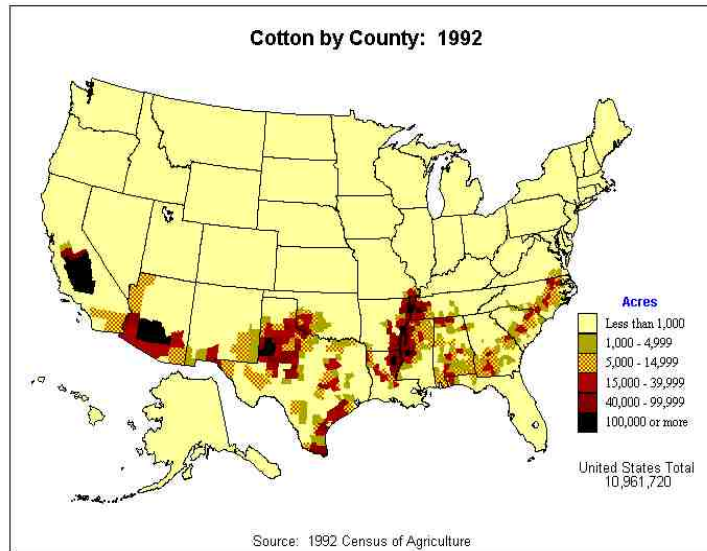 Cotton by County: 1992
Acres
Less than 1,000
1,000 - 4,999
5,000 - 14,999
15,000 - 39,999
40,000 - 99,999
100,000 or more
United States Total
10,961,720
Source: 1992 Census of Agriculture